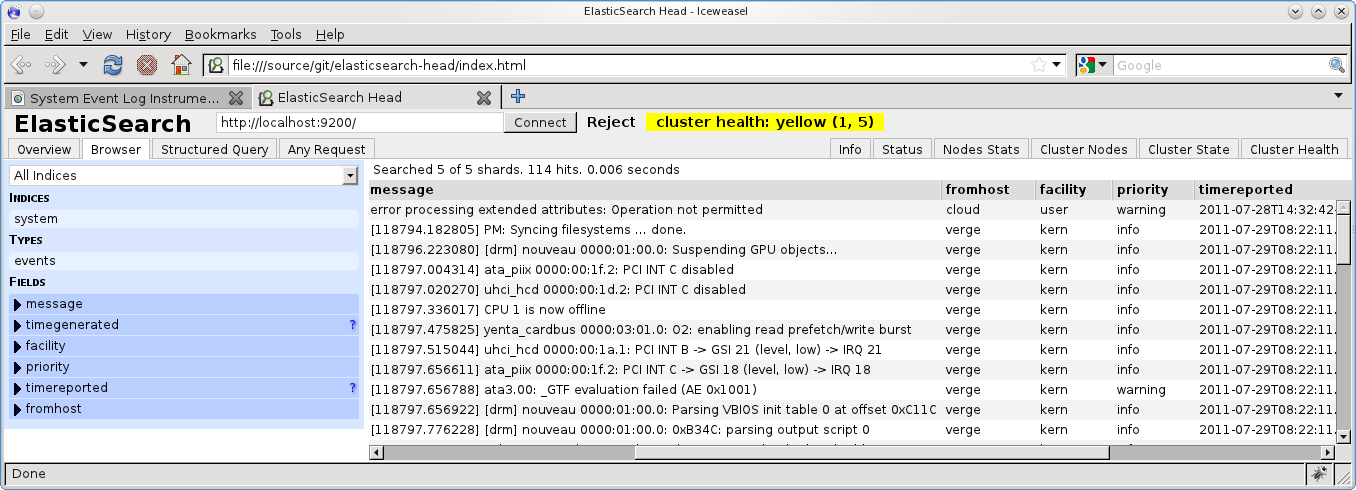 ElasticSearch Head - Iceweasel
File Edit View History Bookmarks Tools Help
file:///source/git/elasticsearch-head/index.html Google
System Event Log Instrume... ElasticSearch Head
ElasticSearch http://localhost:9200/ Connect Reject cluster health: yellow (1, 5)
Overview Browser Structured Query Any Request Info Status Nodes Stats Cluster Nodes Cluster State Cluster Health
All Indices
INDICES
system
TYPES
events
FIELDS
message
timegenerated ?
facility
priority
timereported ?
fromhost
Searched 5 of 5 shards. 114 hits. 0.006 seconds
message fromhost facility priority timereported
error processing extended attributes: Operation not permitted cloud user warning 2011-07-28T14:32:42
[118794.182805] PM: Syncing filesystems ... done. verge kern info 2011-07-29T08:22:11.
[118796.223080] [drm] nouveau 0000:01:00.0: Suspending GPU objects... verge kern info 2011-07-29T08:22:11.
[118797.004314] ata_piix 0000:00:1f.2: PCI INT C disabled verge kern info 2011-07-29T08:22:11.
[118797.020270] uhci_hcd 0000:00:1d.2: PCI INT C disabled verge kern info 2011-07-29T08:22:11.
[118797.336017] CPU 1 is now offline verge kern info 2011-07-29T08:22:11.
[118797.475825] yenta_cardbus 0000:03:01.0: O2: enabling read prefetch/write burst verge kern info 2011-07-29T08:22:11.
[118797.515044] uhci_hcd 0000:00:1a.1: PCI INT B -> GSI 21 (level, low) -> IRQ 21 verge kern info 2011-07-29T08:22:11.
[118797.656611] ata_piix 0000:00:1f.2: PCI INT C -> GSI 18 (level, low) -> IRQ 18 verge kern info 2011-07-29T08:22:11.
[118797.656788] ata3.00: _GTF evaluation failed (AE 0x1001) verge kern warning 2011-07-29T08:22:11.
[118797.656922] [drm] nouveau 0000:01:00.0: Parsing VBIOS init table 0 at offset 0xC11C verge kern info 2011-07-29T08:22:11.
[118797.776228] [drm] nouveau 0000:01:00.0: 0xB34C: parsing output script 0 verge kern info 2011-07-29T08:22:11.
Done